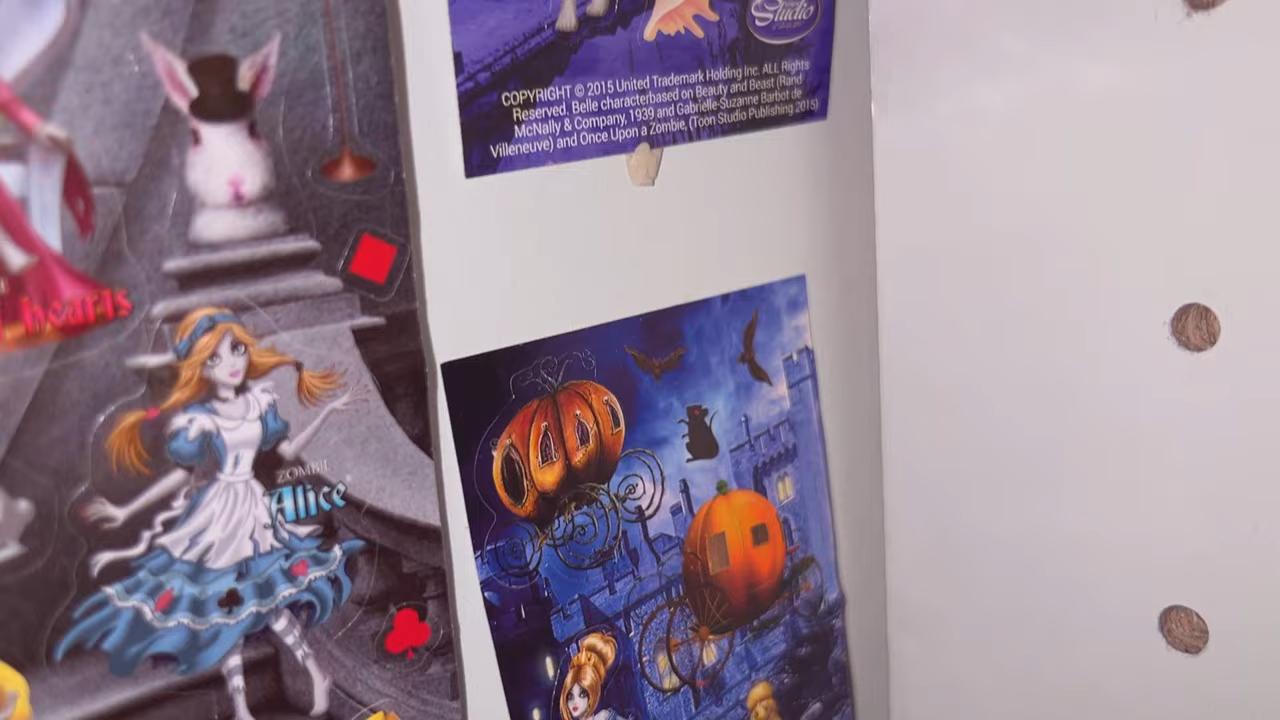 Studio
COPYRIGHT © 2015 United Trademark Holding Inc. ALL Rights
Reserved. Belle characterbased on Beauty and Beast (Rand
McNally & Company, 1939 and Gabrielle-Suzanne Barbot de
Villeneuve) and Once Upon a Zombie, (Toon Studio Publishing 2015)
hearts
ZOMBIE
Alice